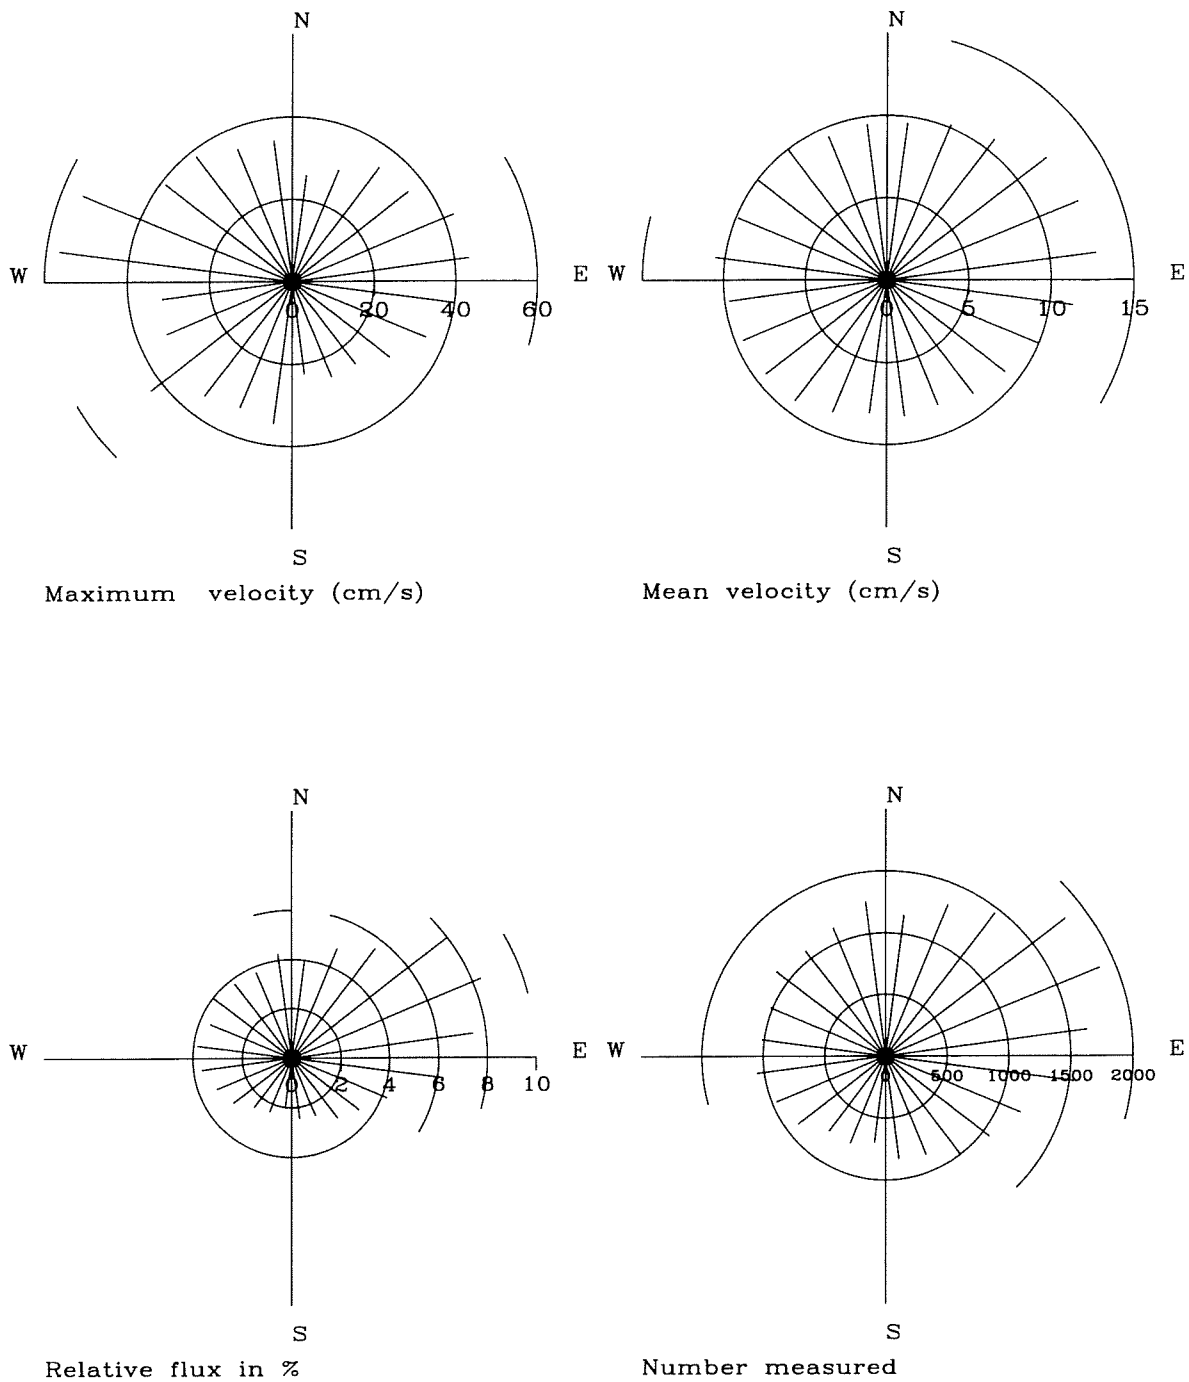 N
W
E
0 20 40 60
S
Maximum velocity (cm/s)
N
W
E
0 5 10 15
S
Mean velocity (cm/s)
N
W
E
0 2 4 6 8 10
S
Relative flux in %
N
W
E
0 500 1000 1500 2000
S
Number measured